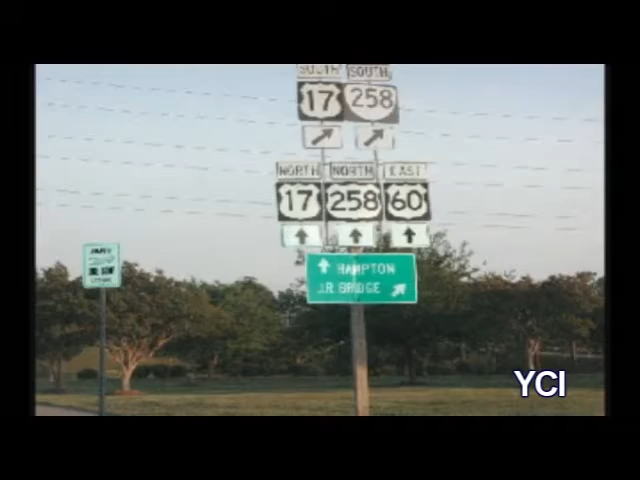 SOUTH SOUTH
17 258
NORTH NORTH EAST
17 258 60
HAMPTON
J.R BRIDGE
YCI